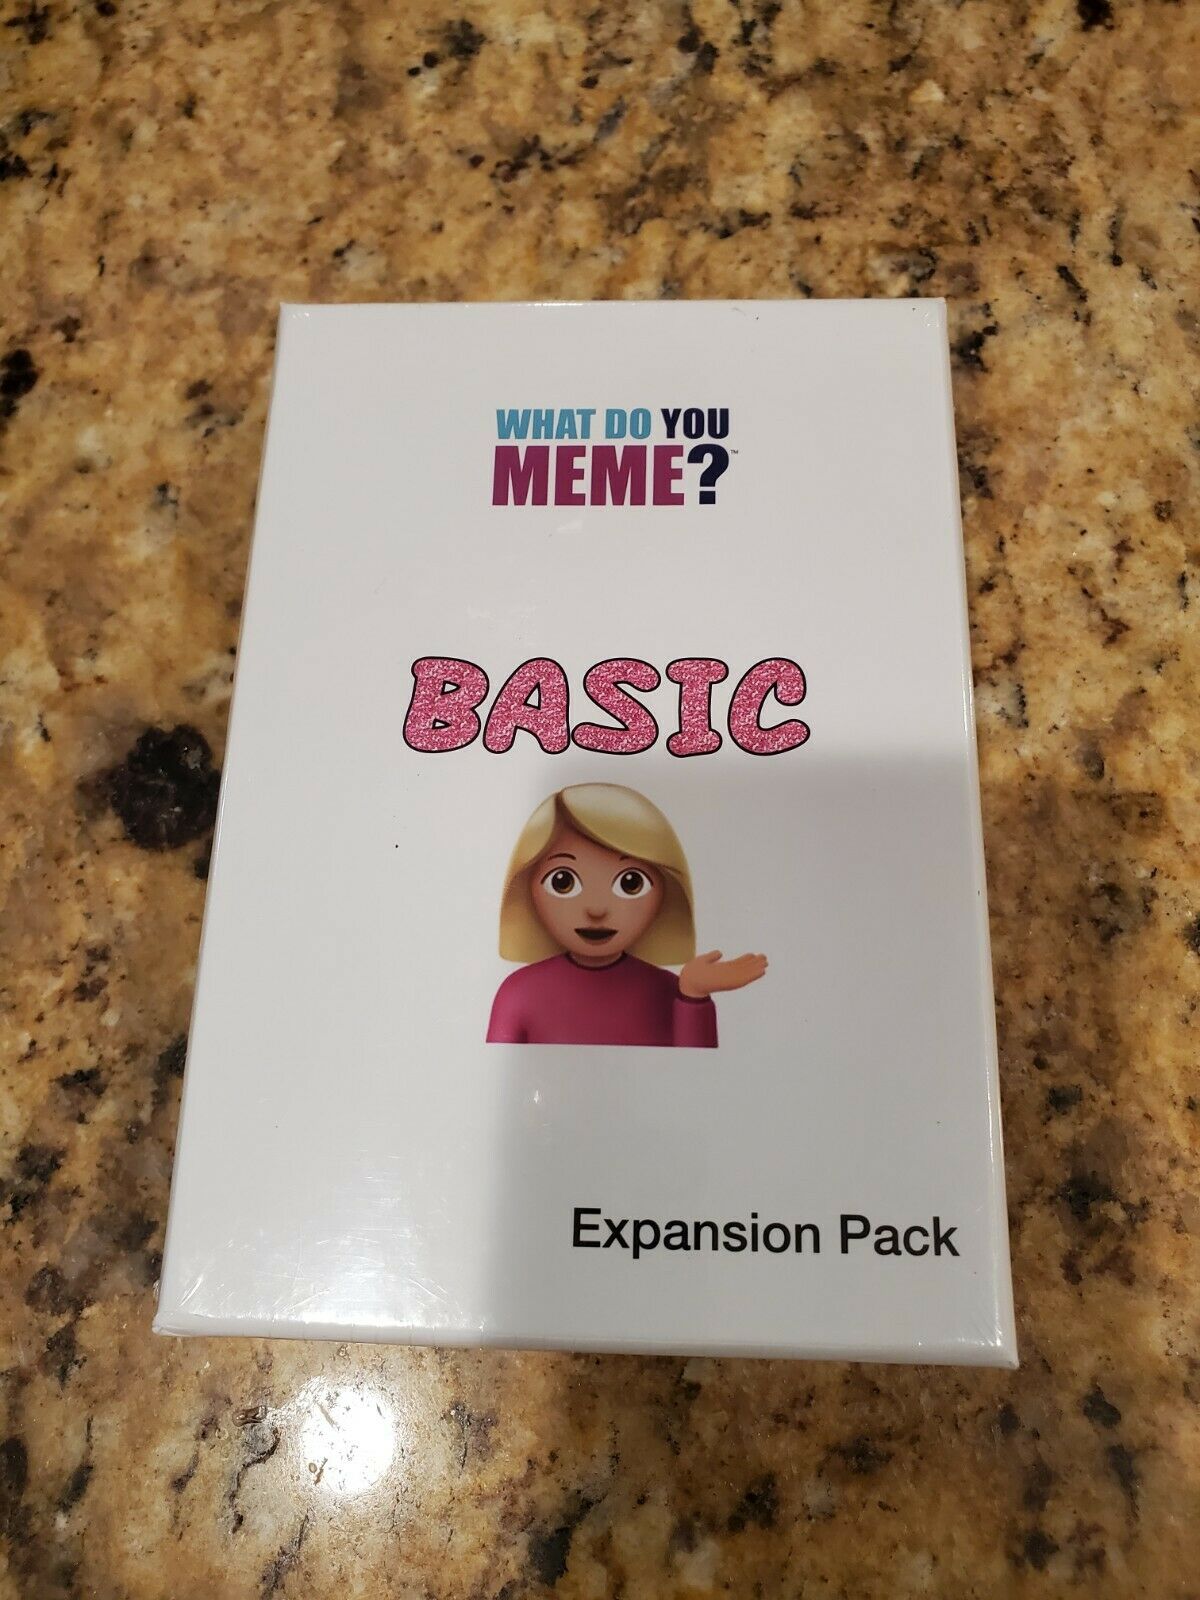 WHAT DO YOU
MEME?™
BASIC
Expansion Pack